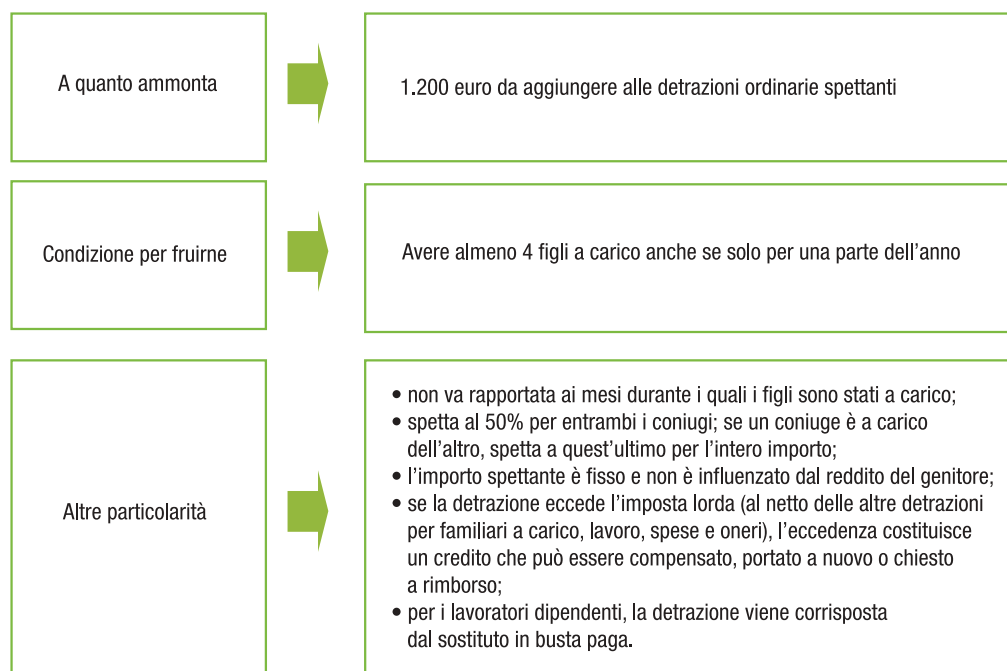 A quanto ammonta
1.200 euro da aggiungere alle detrazioni ordinarie spettanti
Condizione per fruirne
Avere almeno 4 figli a carico anche se solo per una parte dell'anno
Altre particolarità
• non va rapportata ai mesi durante i quali i figli sono stati a carico;
• spetta al 50% per entrambi i coniugi; se un coniuge è a carico
dell'altro, spetta a quest'ultimo per l'intero importo;
• l'importo spettante è fisso e non è influenzato dal reddito del genitore;
• se la detrazione eccede l'imposta lorda (al netto delle altre detrazioni
per familiari a carico, lavoro, spese e oneri), l'eccedenza costituisce
un credito che può essere compensato, portato a nuovo o chiesto
a rimborso;
• per i lavoratori dipendenti, la detrazione viene corrisposta
dal sostituto in busta paga.